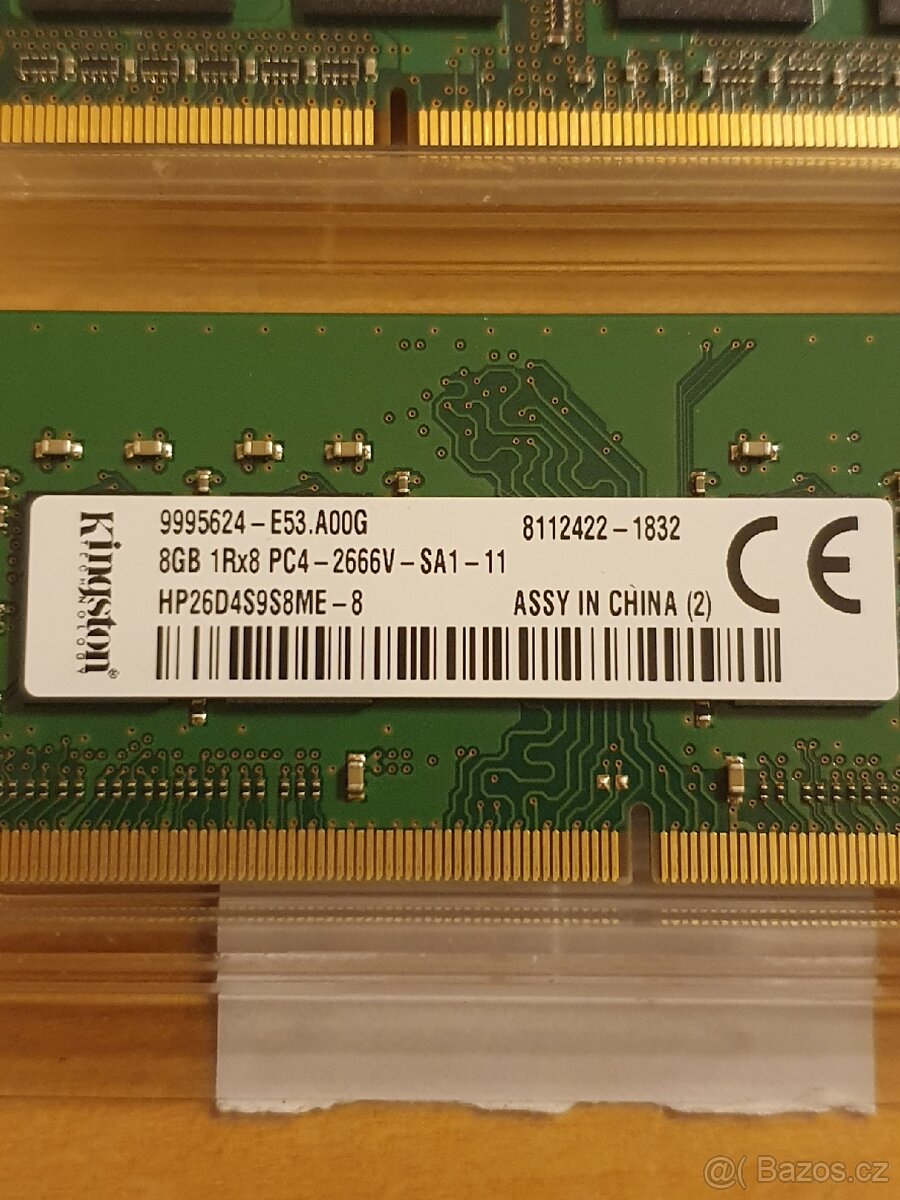 Kingston®
TECHNOLOGY
9995624-E53.A00G 8112422-1832
8GB 1Rx8 PC4-2666V-SA1-11
HP26D4S9S8ME-8 ASSY IN CHINA (2)
CE
@( Bazos.cz